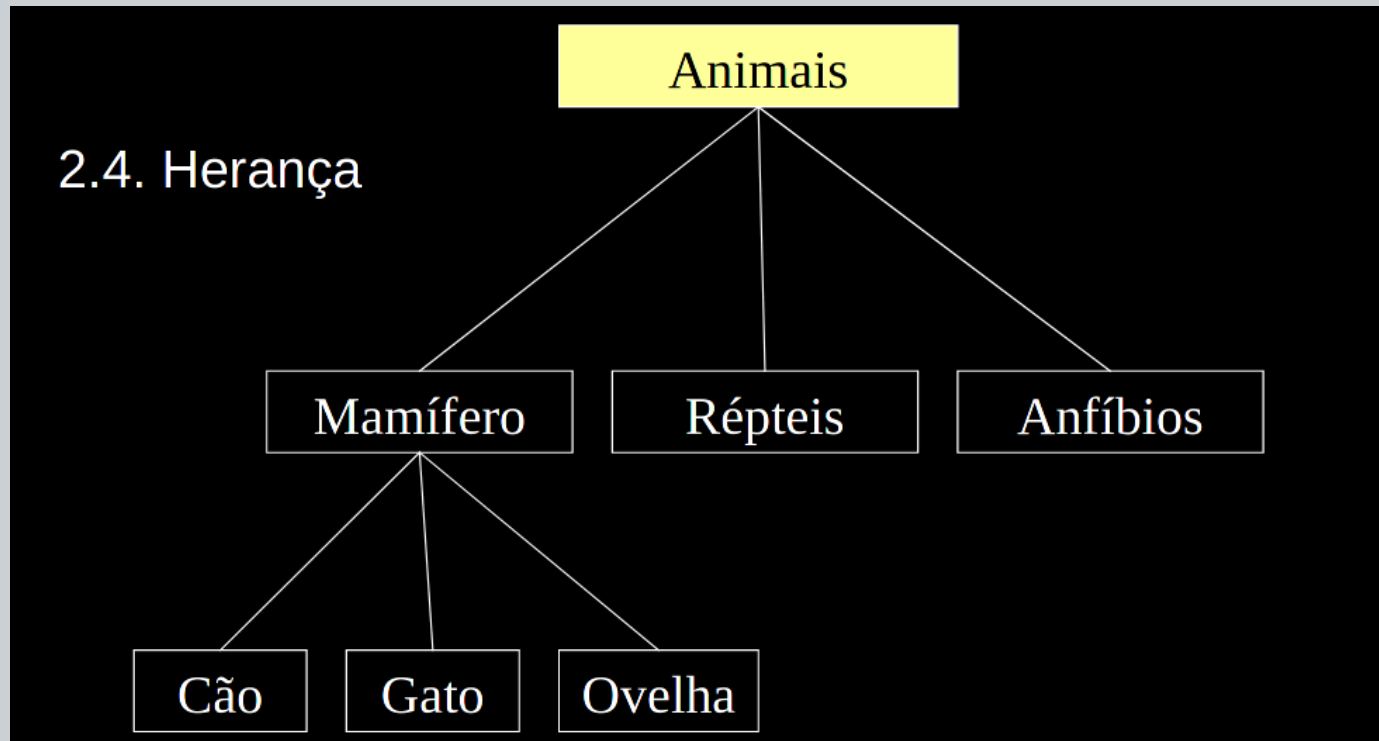 Animais
2.4. Herança
Mamífero
Répteis
Anfíbios
Cão
Gato
Ovelha